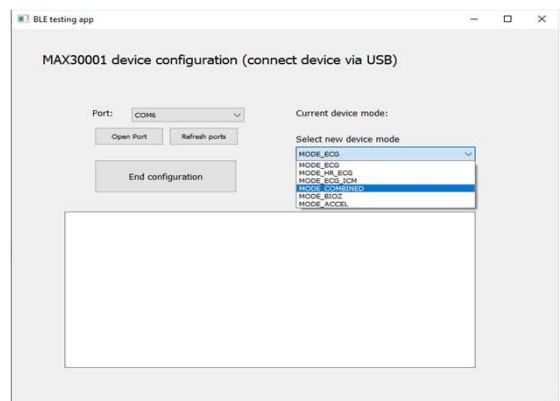 BLE testing app
MAX30001 device configuration (connect device via USB)
Port:
COM6
Current device mode:
Open Port
Refresh ports
Select new device mode
MODE_ECG
End configuration
MODE_ECG
MODE_HR_ECG
MODE_ECG_ICM
MODE_COMBINED
MODE_BIOZ
MODE_ACCEL